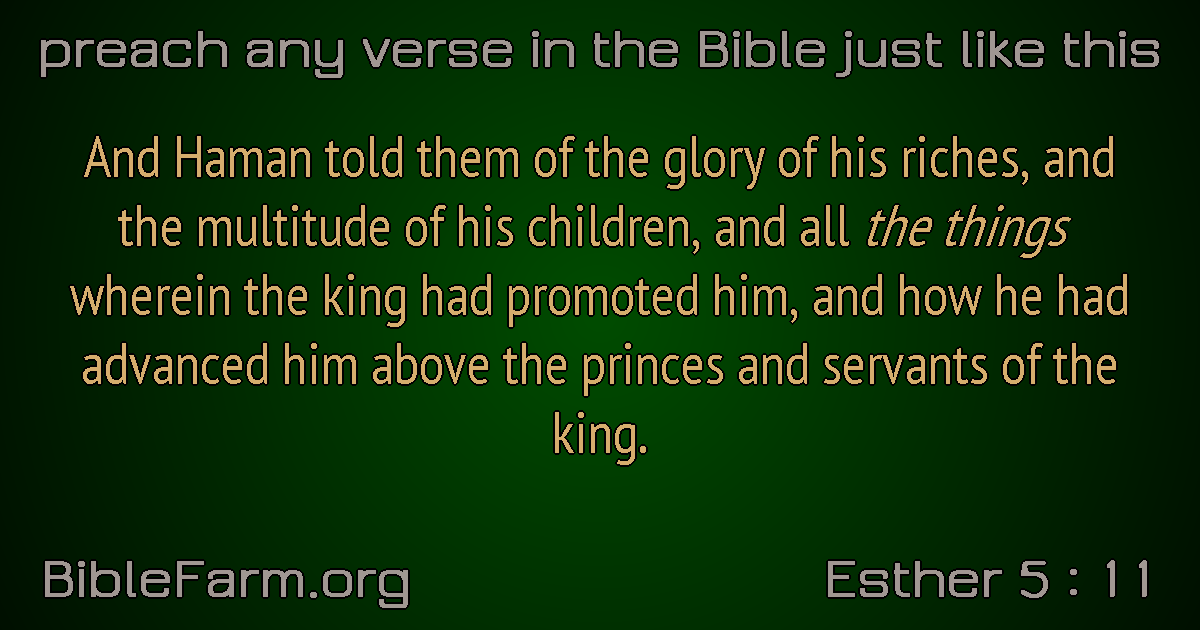 preach any verse in the Bible just like this
And Haman told them of the glory of his riches, and
the multitude of his children, and all the things
wherein the king had promoted him, and how he had
advanced him above the princes and servants of the
king.
BibleFarm.org
Esther 5 : 11